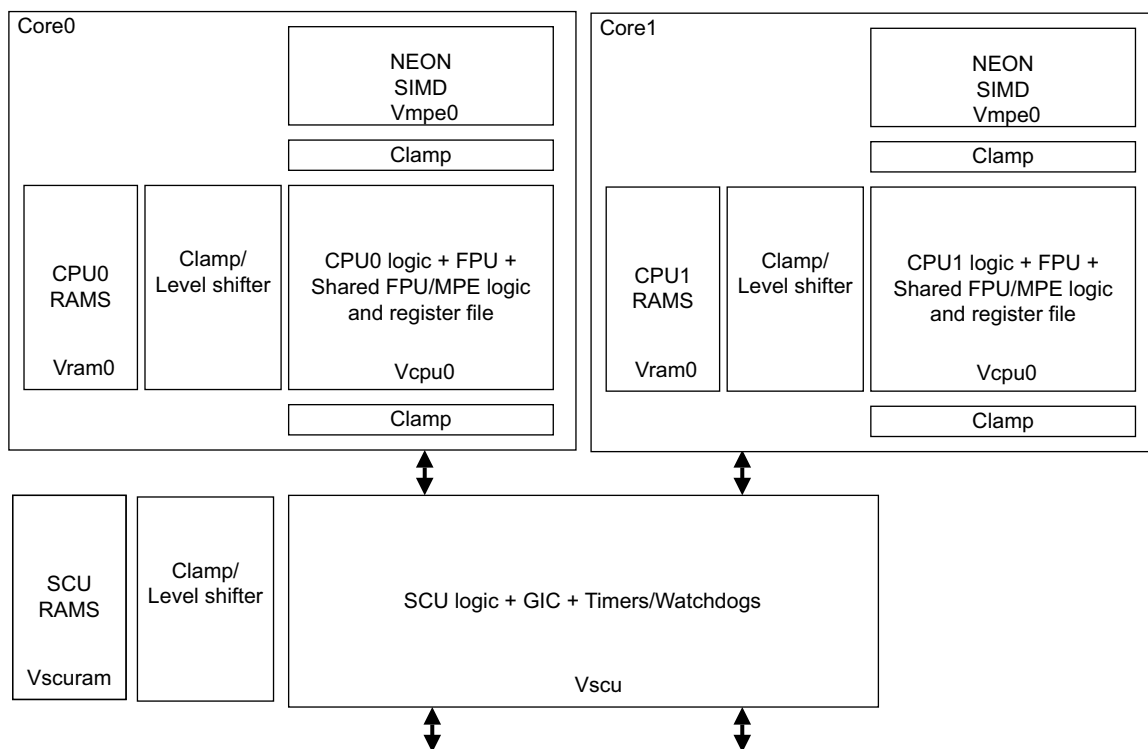 Core0
NEON
SIMD
Vmpe0
Clamp
CPU0
RAMS
Vram0
Clamp/
Level shifter
CPU0 logic + FPU +
Shared FPU/MPE logic
and register file
Vcpu0
Clamp
Core1
NEON
SIMD
Vmpe0
Clamp
CPU1
RAMS
Vram0
Clamp/
Level shifter
CPU1 logic + FPU +
Shared FPU/MPE logic
and register file
Vcpu0
Clamp
SCU
RAMS
Vscuram
Clamp/
Level shifter
SCU logic + GIC + Timers/Watchdogs
Vscu